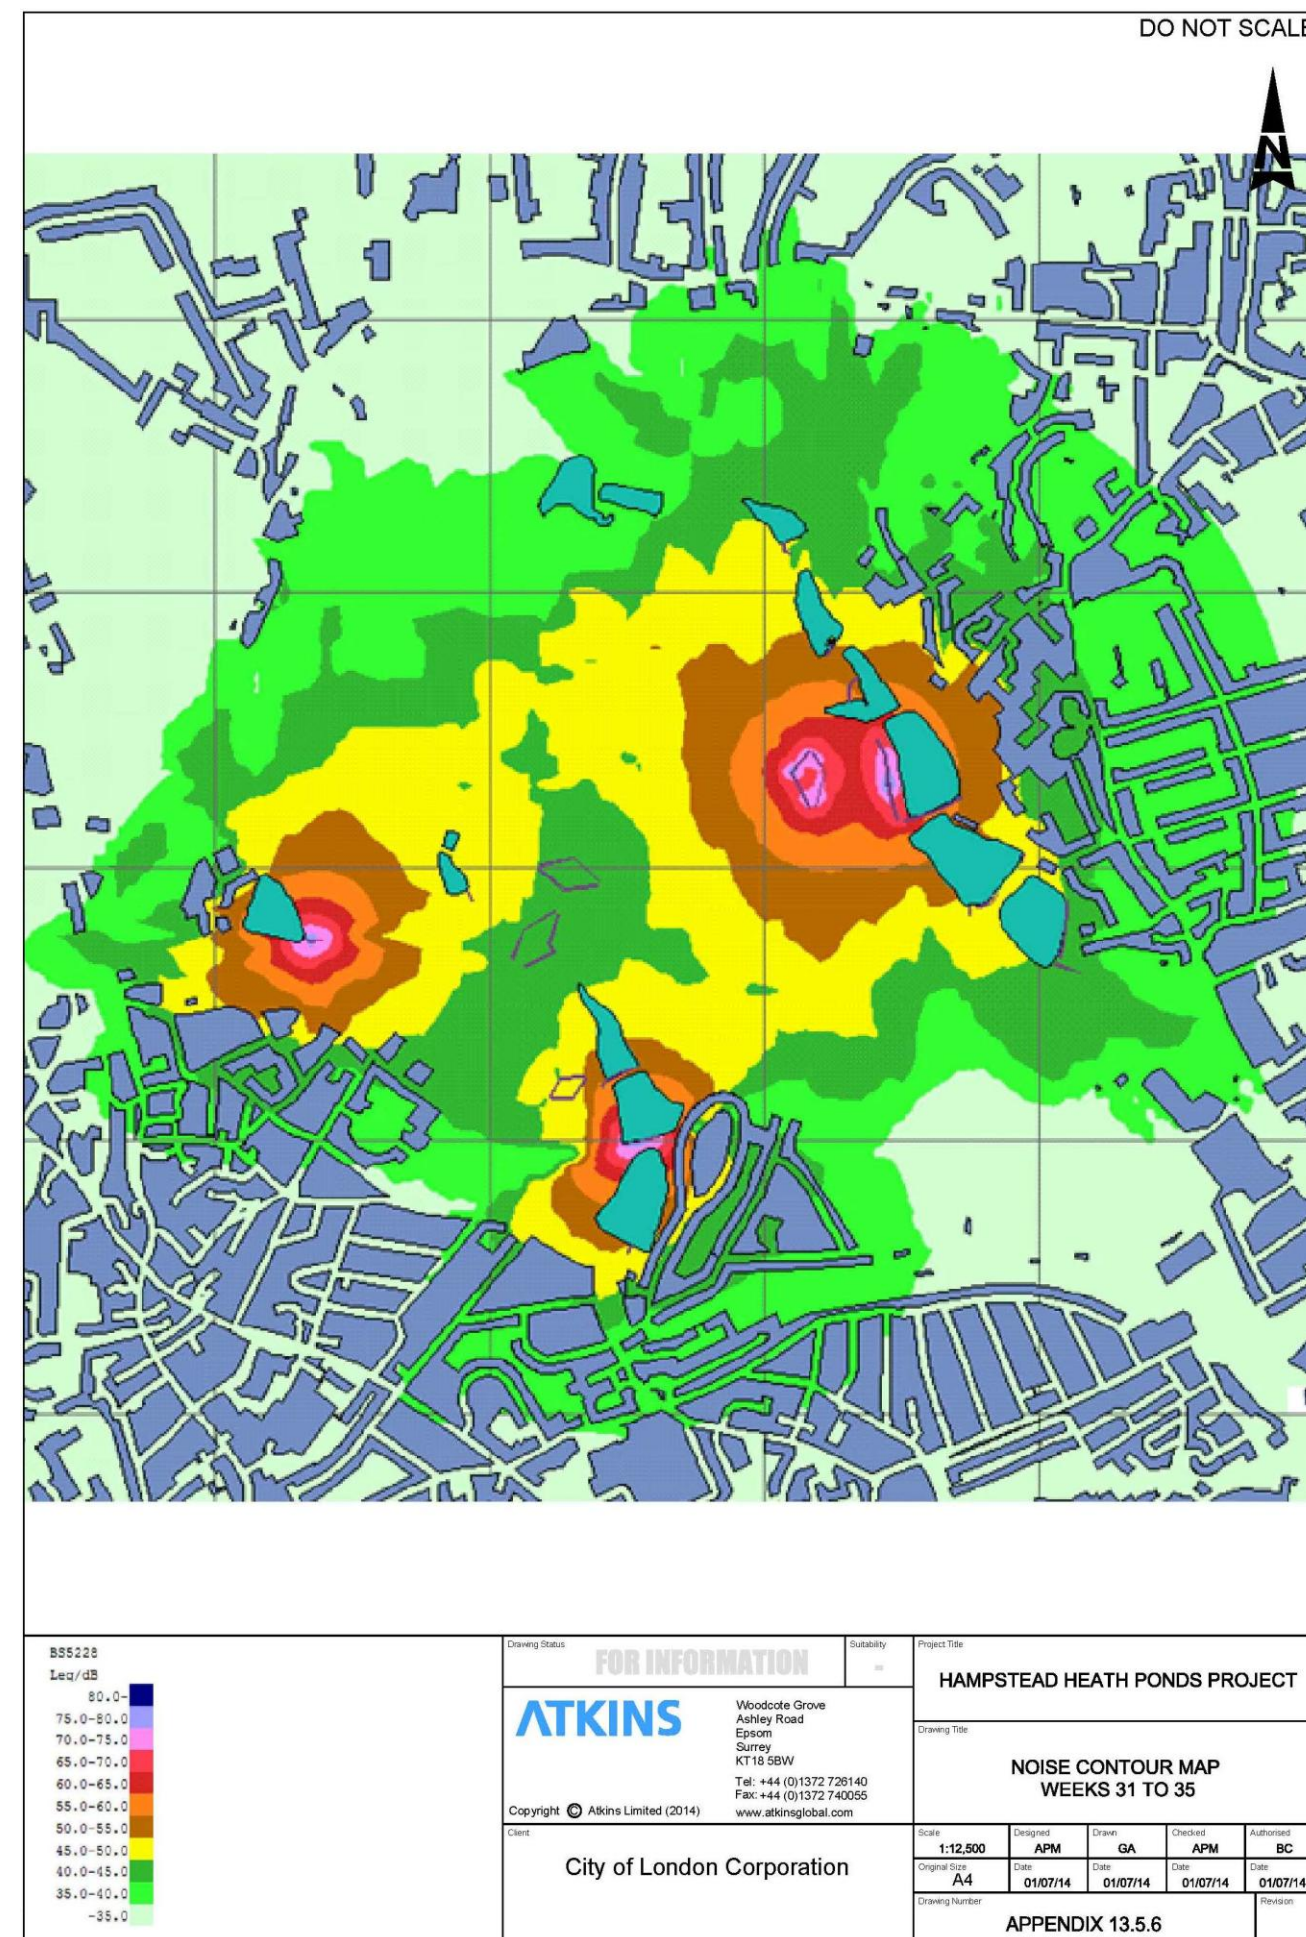 DO NOT SCALE
N
BS5228
Leq/dB
80.0-
75.0-80.0
70.0-75.0
65.0-70.0
60.0-65.0
55.0-60.0
50.0-55.0
45.0-50.0
40.0-45.0
35.0-40.0
-35.0
Drawing Status
FOR INFORMATION
Suitability
-
ATKINS
Woodcote Grove
Ashley Road
Epsom
Surrey
KT18 5BW
Tel: +44 (0)1372 726140
Fax: +44 (0)1372 740055
www.atkinsglobal.com
Copyright © Atkins Limited (2014)
Client
City of London Corporation
Project Title
HAMPSTEAD HEATH PONDS PROJECT
Drawing Title
NOISE CONTOUR MAP
WEEKS 31 TO 35
Scale
1:12,500
Designed
APM
Drawn
GA
Checked
APM
Authorised
BC
Original Size
A4
Date
01/07/14
Date
01/07/14
Date
01/07/14
Date
01/07/14
Drawing Number
APPENDIX 13.5.6
Revision